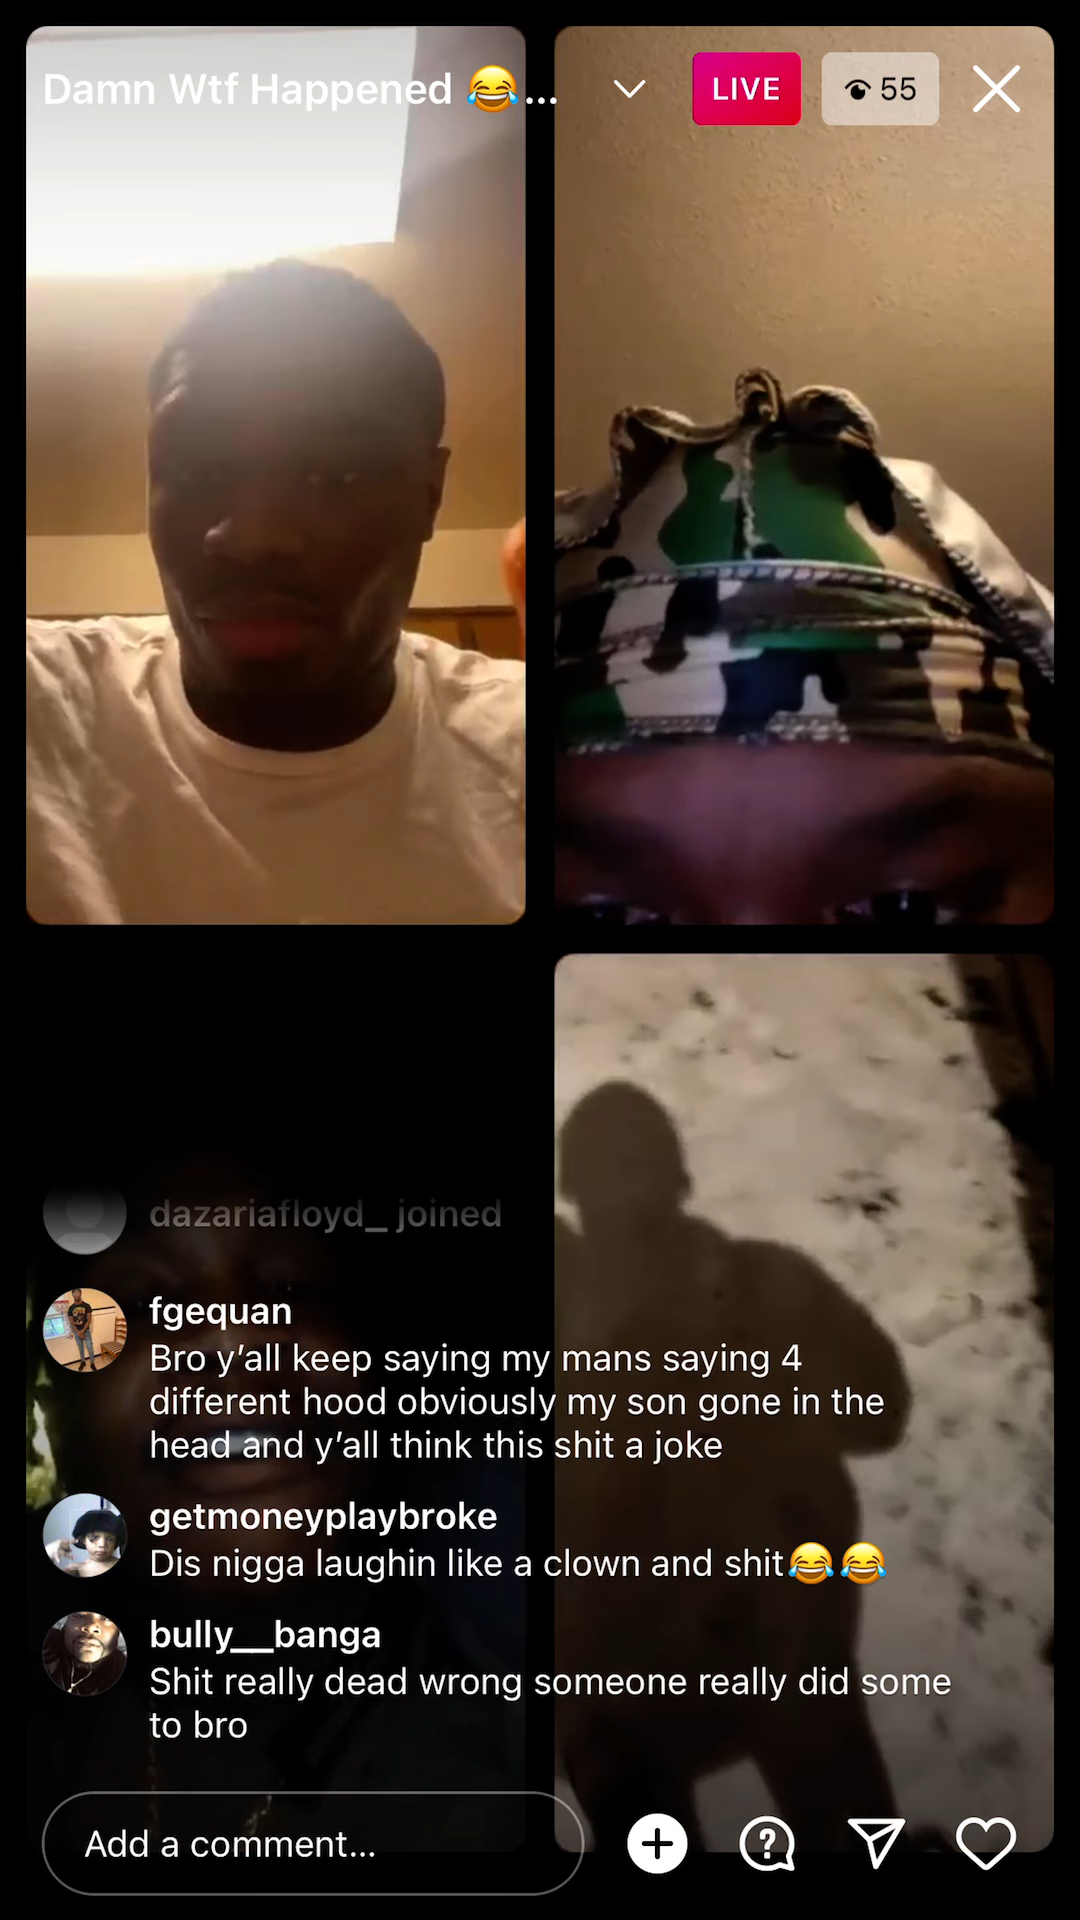 Damn Wtf Happened 😂...
LIVE
55
dazariafloyd_ joined
fgequan
Bro y’all keep saying my mans saying 4
different hood obviously my son gone in the
head and y’all think this shit a joke
getmoneyplaybroke
Dis nigga laughin like a clown and shit😂😂
bully__banga
Shit really dead wrong someone really did some
to bro
Add a comment...